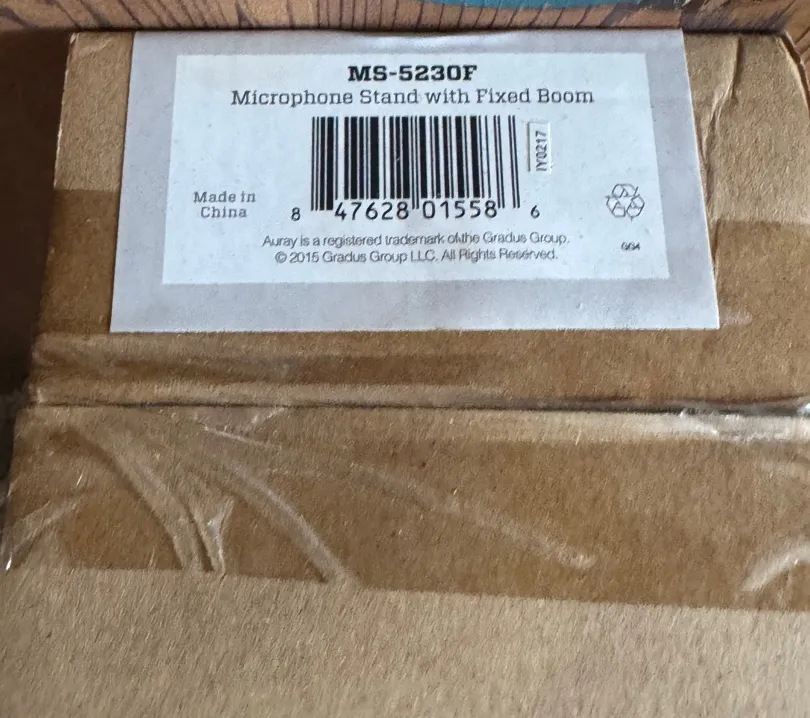 MS-5230F
Microphone Stand with Fixed Boom
IY0217
Made in
China
8 47628 01558 6
Auray is a registered trademark of the Gradus Group.
© 2015 Gradus Group LLC. All Rights Reserved.
GG4